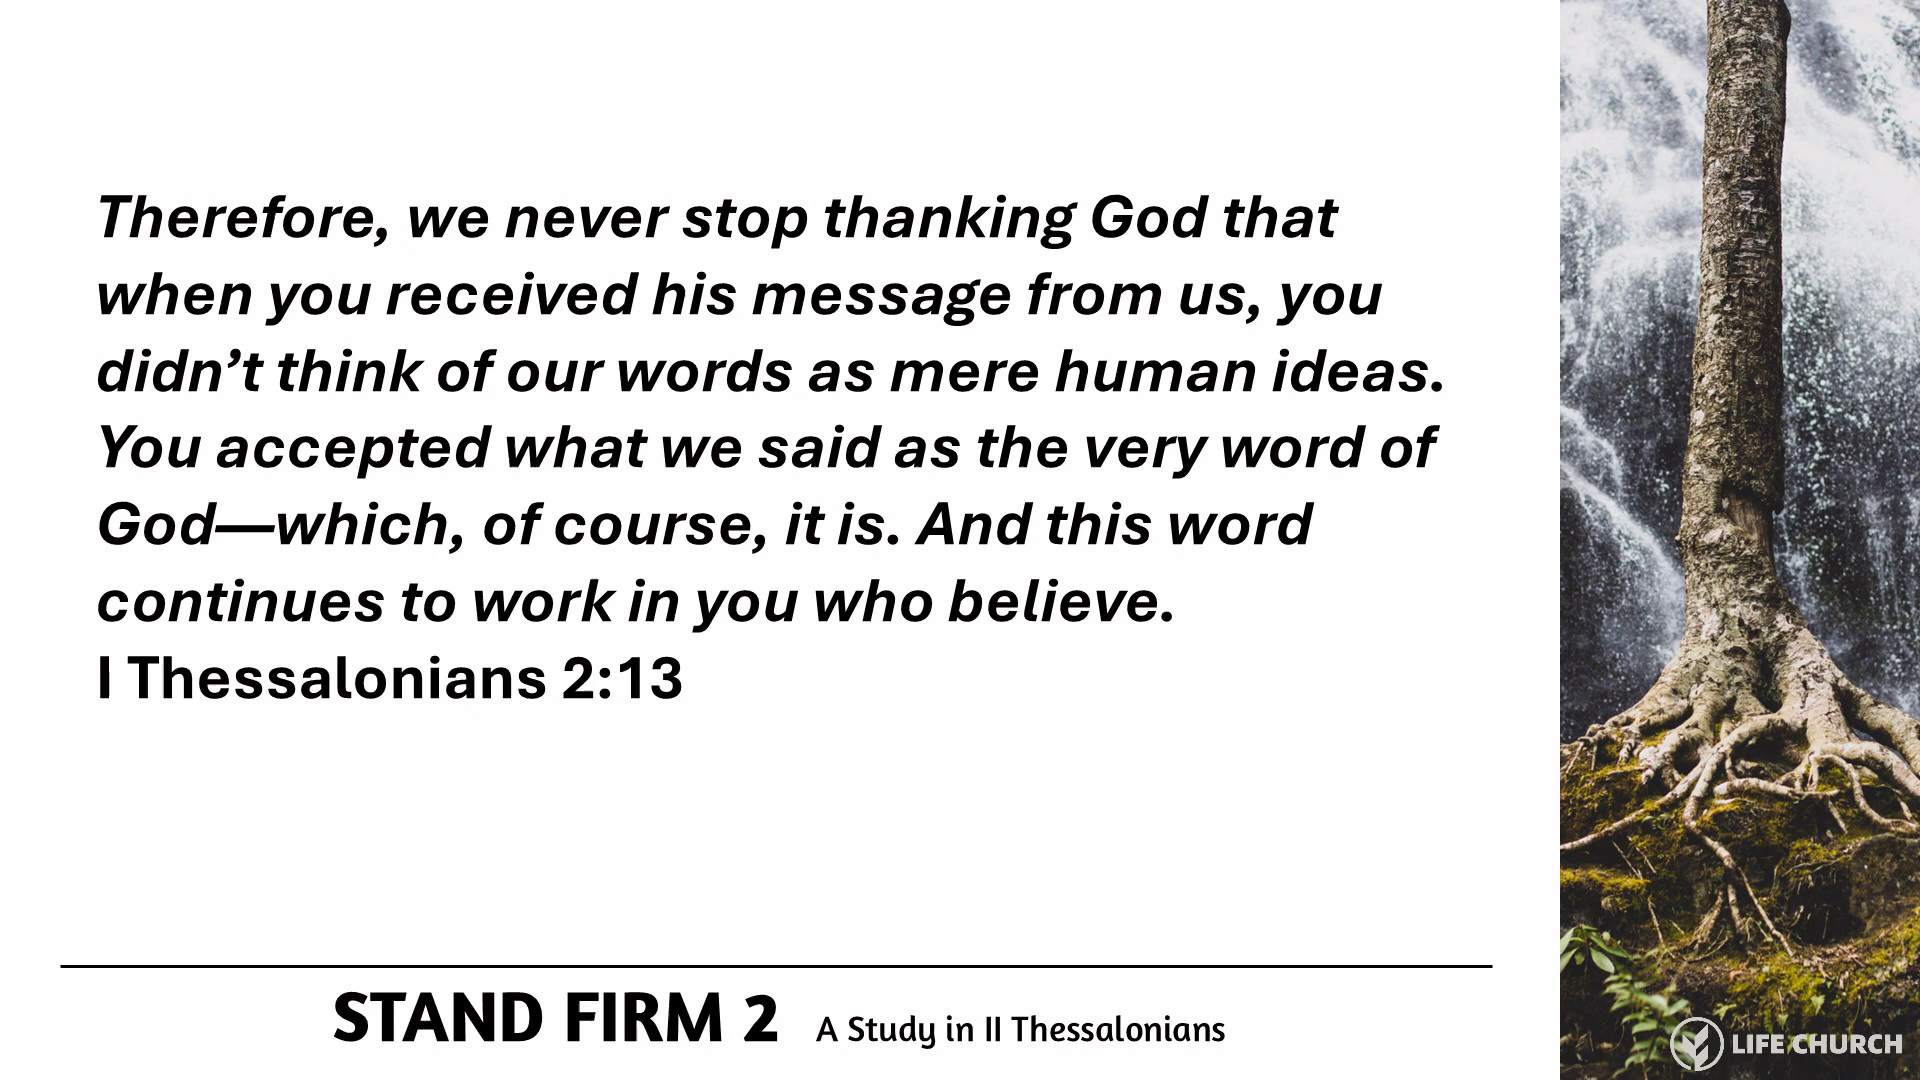 Therefore, we never stop thanking God that
when you received his message from us, you
didn’t think of our words as mere human ideas.
You accepted what we said as the very word of
God—which, of course, it is. And this word
continues to work in you who believe.
I Thessalonians 2:13
STAND FIRM 2 A Study in II Thessalonians
LIFE CHURCH